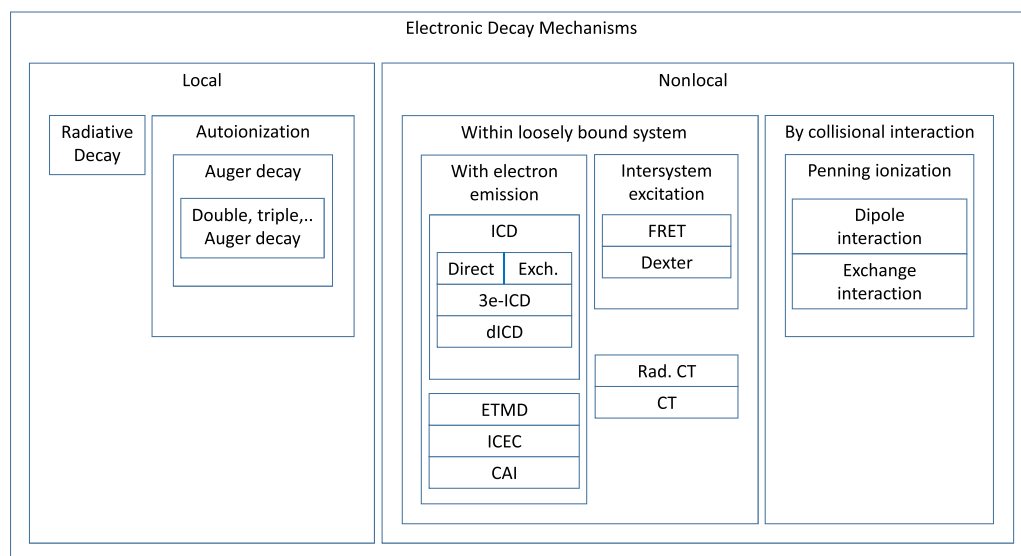 Electronic Decay Mechanisms
Local
Radiative
Decay
Autoionization
Auger decay
Double, triple,..
Auger decay
Nonlocal
Within loosely bound system
With electron
emission
ICD
Direct
Exch.
3e-ICD
dICD
ETMD
ICEC
CAI
Intersystem
excitation
FRET
Dexter
Rad. CT
CT
By collisional interaction
Penning ionization
Dipole
interaction
Exchange
interaction